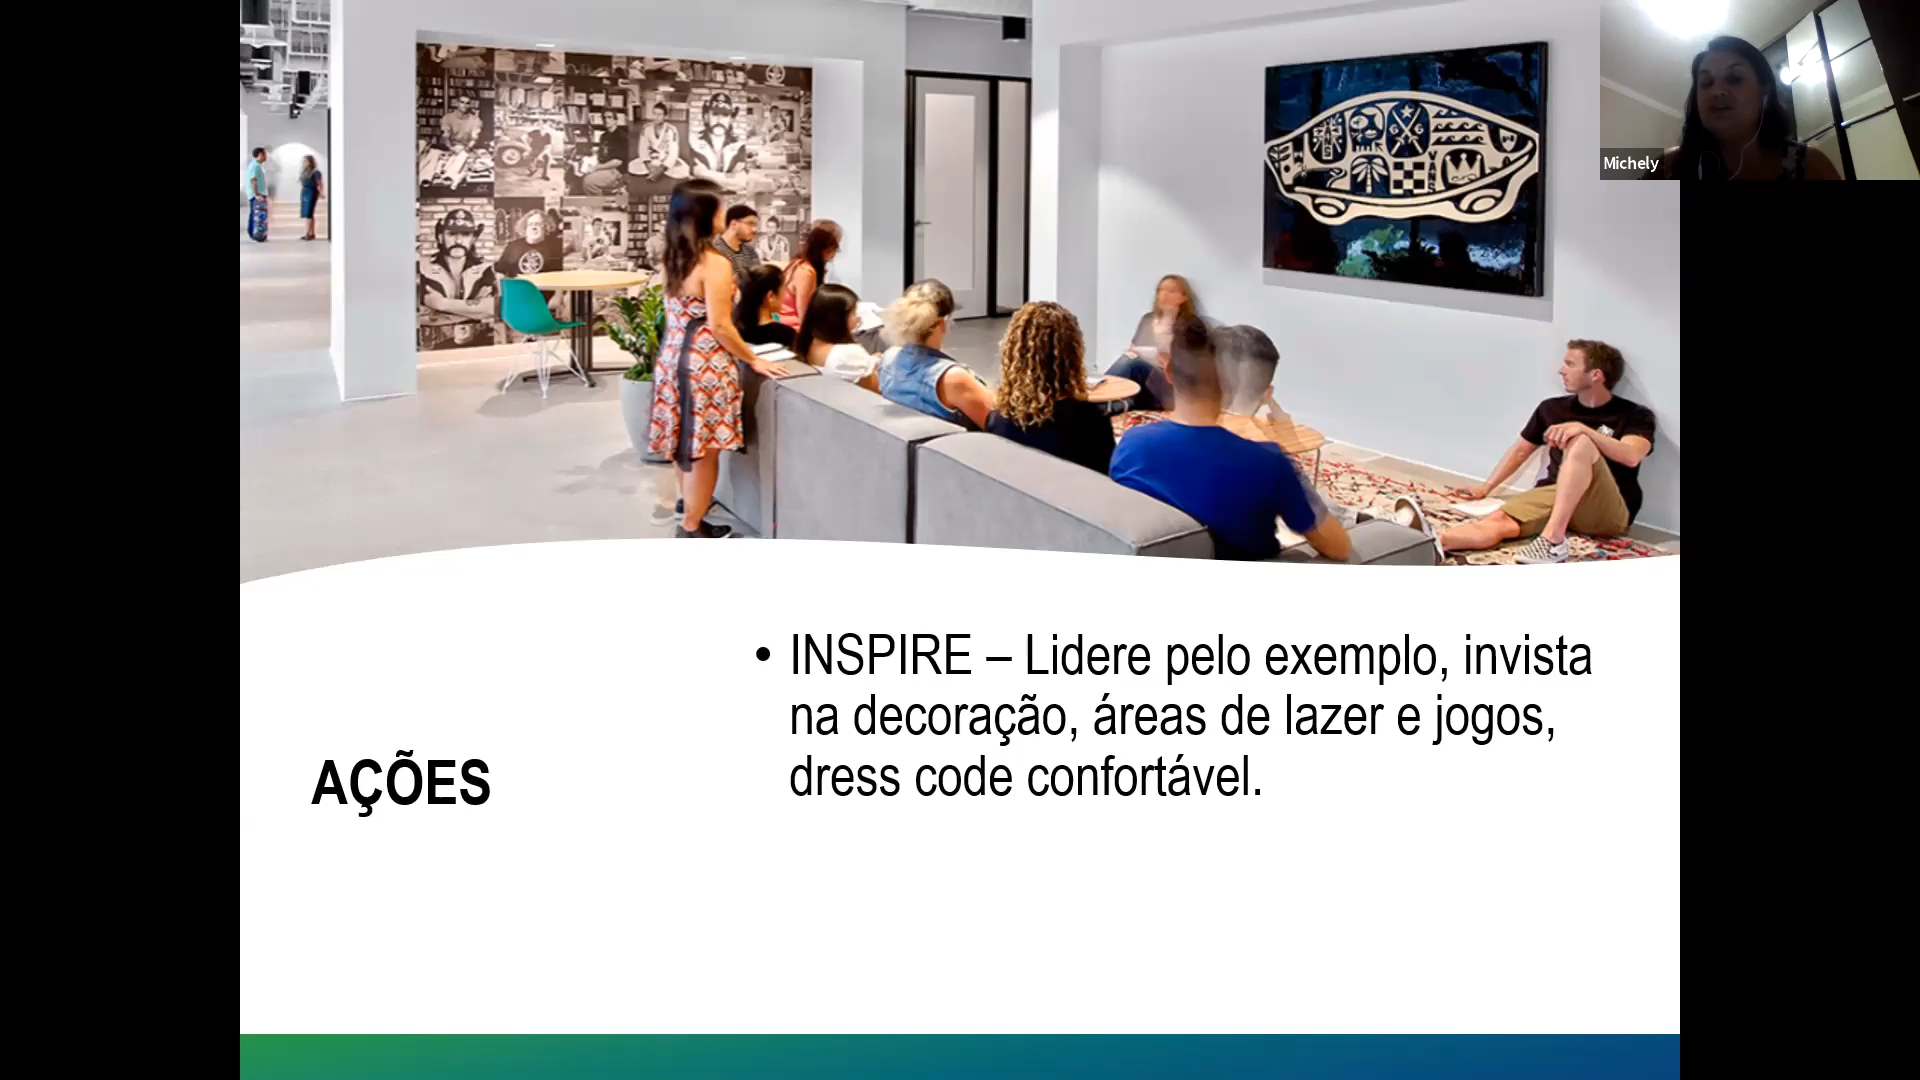 Michely
• INSPIRE – Lidere pelo exemplo, invista
na decoração, áreas de lazer e jogos,
dress code confortável.
AÇÕES